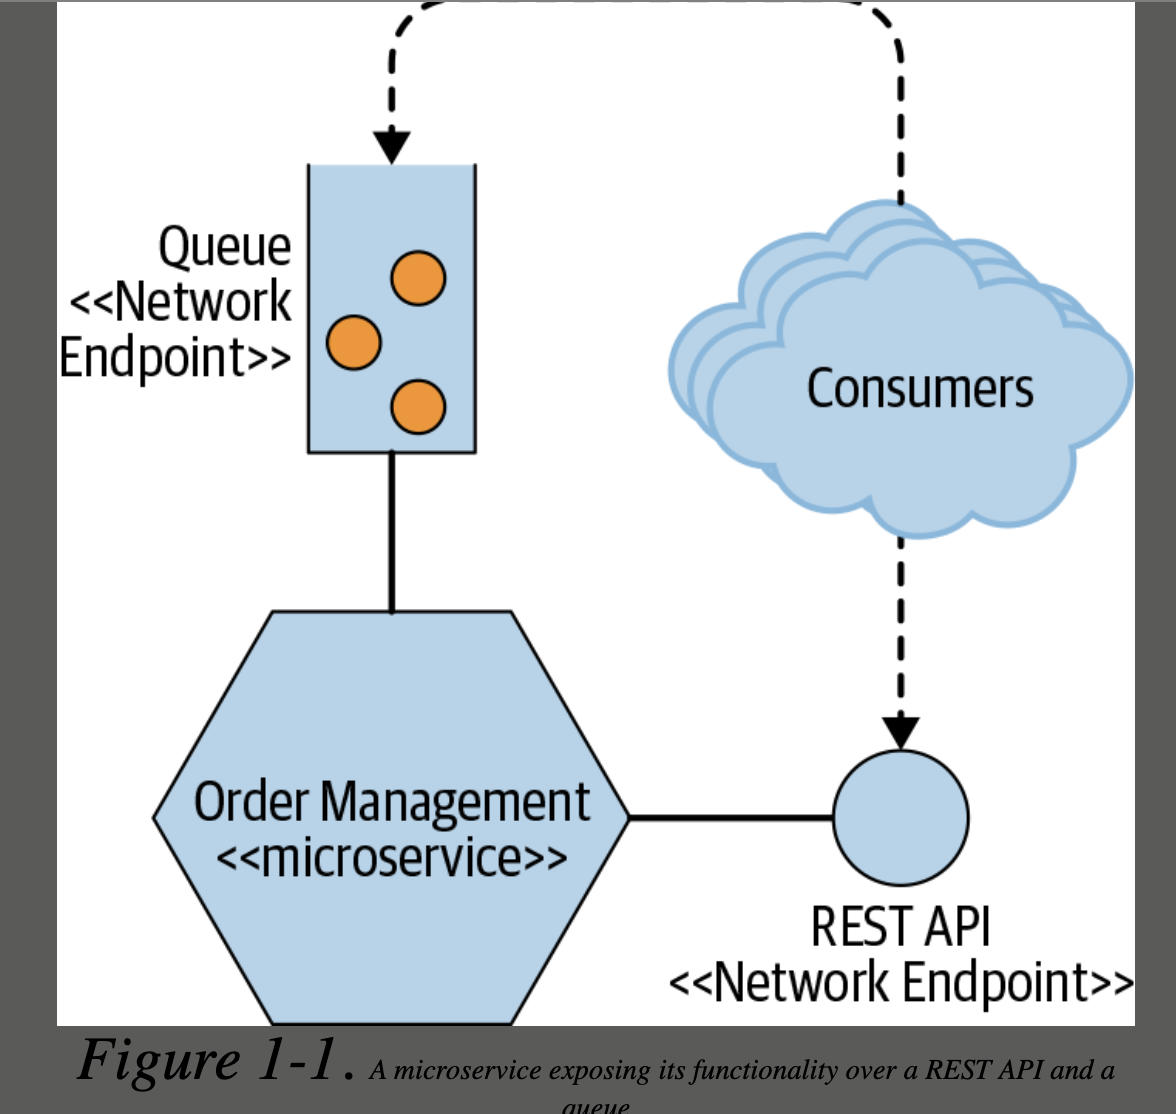 Queue
<<Network
Endpoint>>
Consumers
Order Management
<<microservice>>
REST API
<<Network Endpoint>>
Figure 1-1. A microservice exposing its functionality over a REST API and a
queue